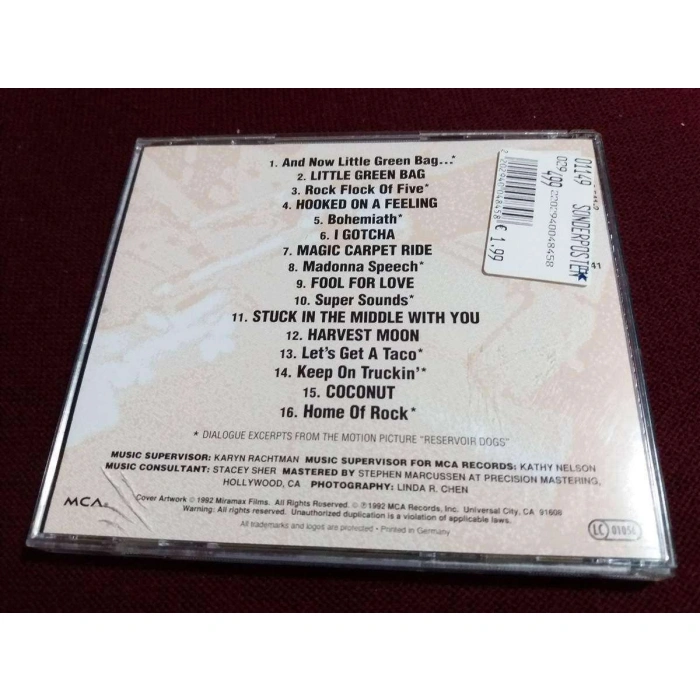 1. And Now Little Green Bag...*
2. LITTLE GREEN BAG
3. Rock Flock Of Five*
4. HOOKED ON A FEELING
5. Bohemiath*
6. I GOTCHA
7. MAGIC CARPET RIDE
8. Madonna Speech*
9. FOOL FOR LOVE
10. Super Sounds*
11. STUCK IN THE MIDDLE WITH YOU
12. HARVEST MOON
13. Let's Get A Taco*
14. Keep On Truckin'*
15. COCONUT
16. Home Of Rock*
* DIALOGUE EXCERPTS FROM THE MOTION PICTURE "RESERVOIR DOGS"
MUSIC SUPERVISOR: KARYN RACHTMAN MUSIC SUPERVISOR FOR MCA RECORDS: KATHY NELSON
MUSIC CONSULTANT: STACEY SHER MASTERED BY STEPHEN MARCUSSEN AT PRECISION MASTERING,
HOLLYWOOD, CA PHOTOGRAPHY: LINDA R. CHEN
MCA
Cover Artwork © 1992 Miramax Films. All Rights Reserved. © ℗ 1992 MCA Records, Inc. Universal City, CA 91608
Warning: All rights reserved. Unauthorized duplication is a violation of applicable laws.
All trademarks and logos are protected • Printed in Germany
LC
01149
SONDERPOSTEN
029
499
2202940048458
2202940048458
€ 1.99
41